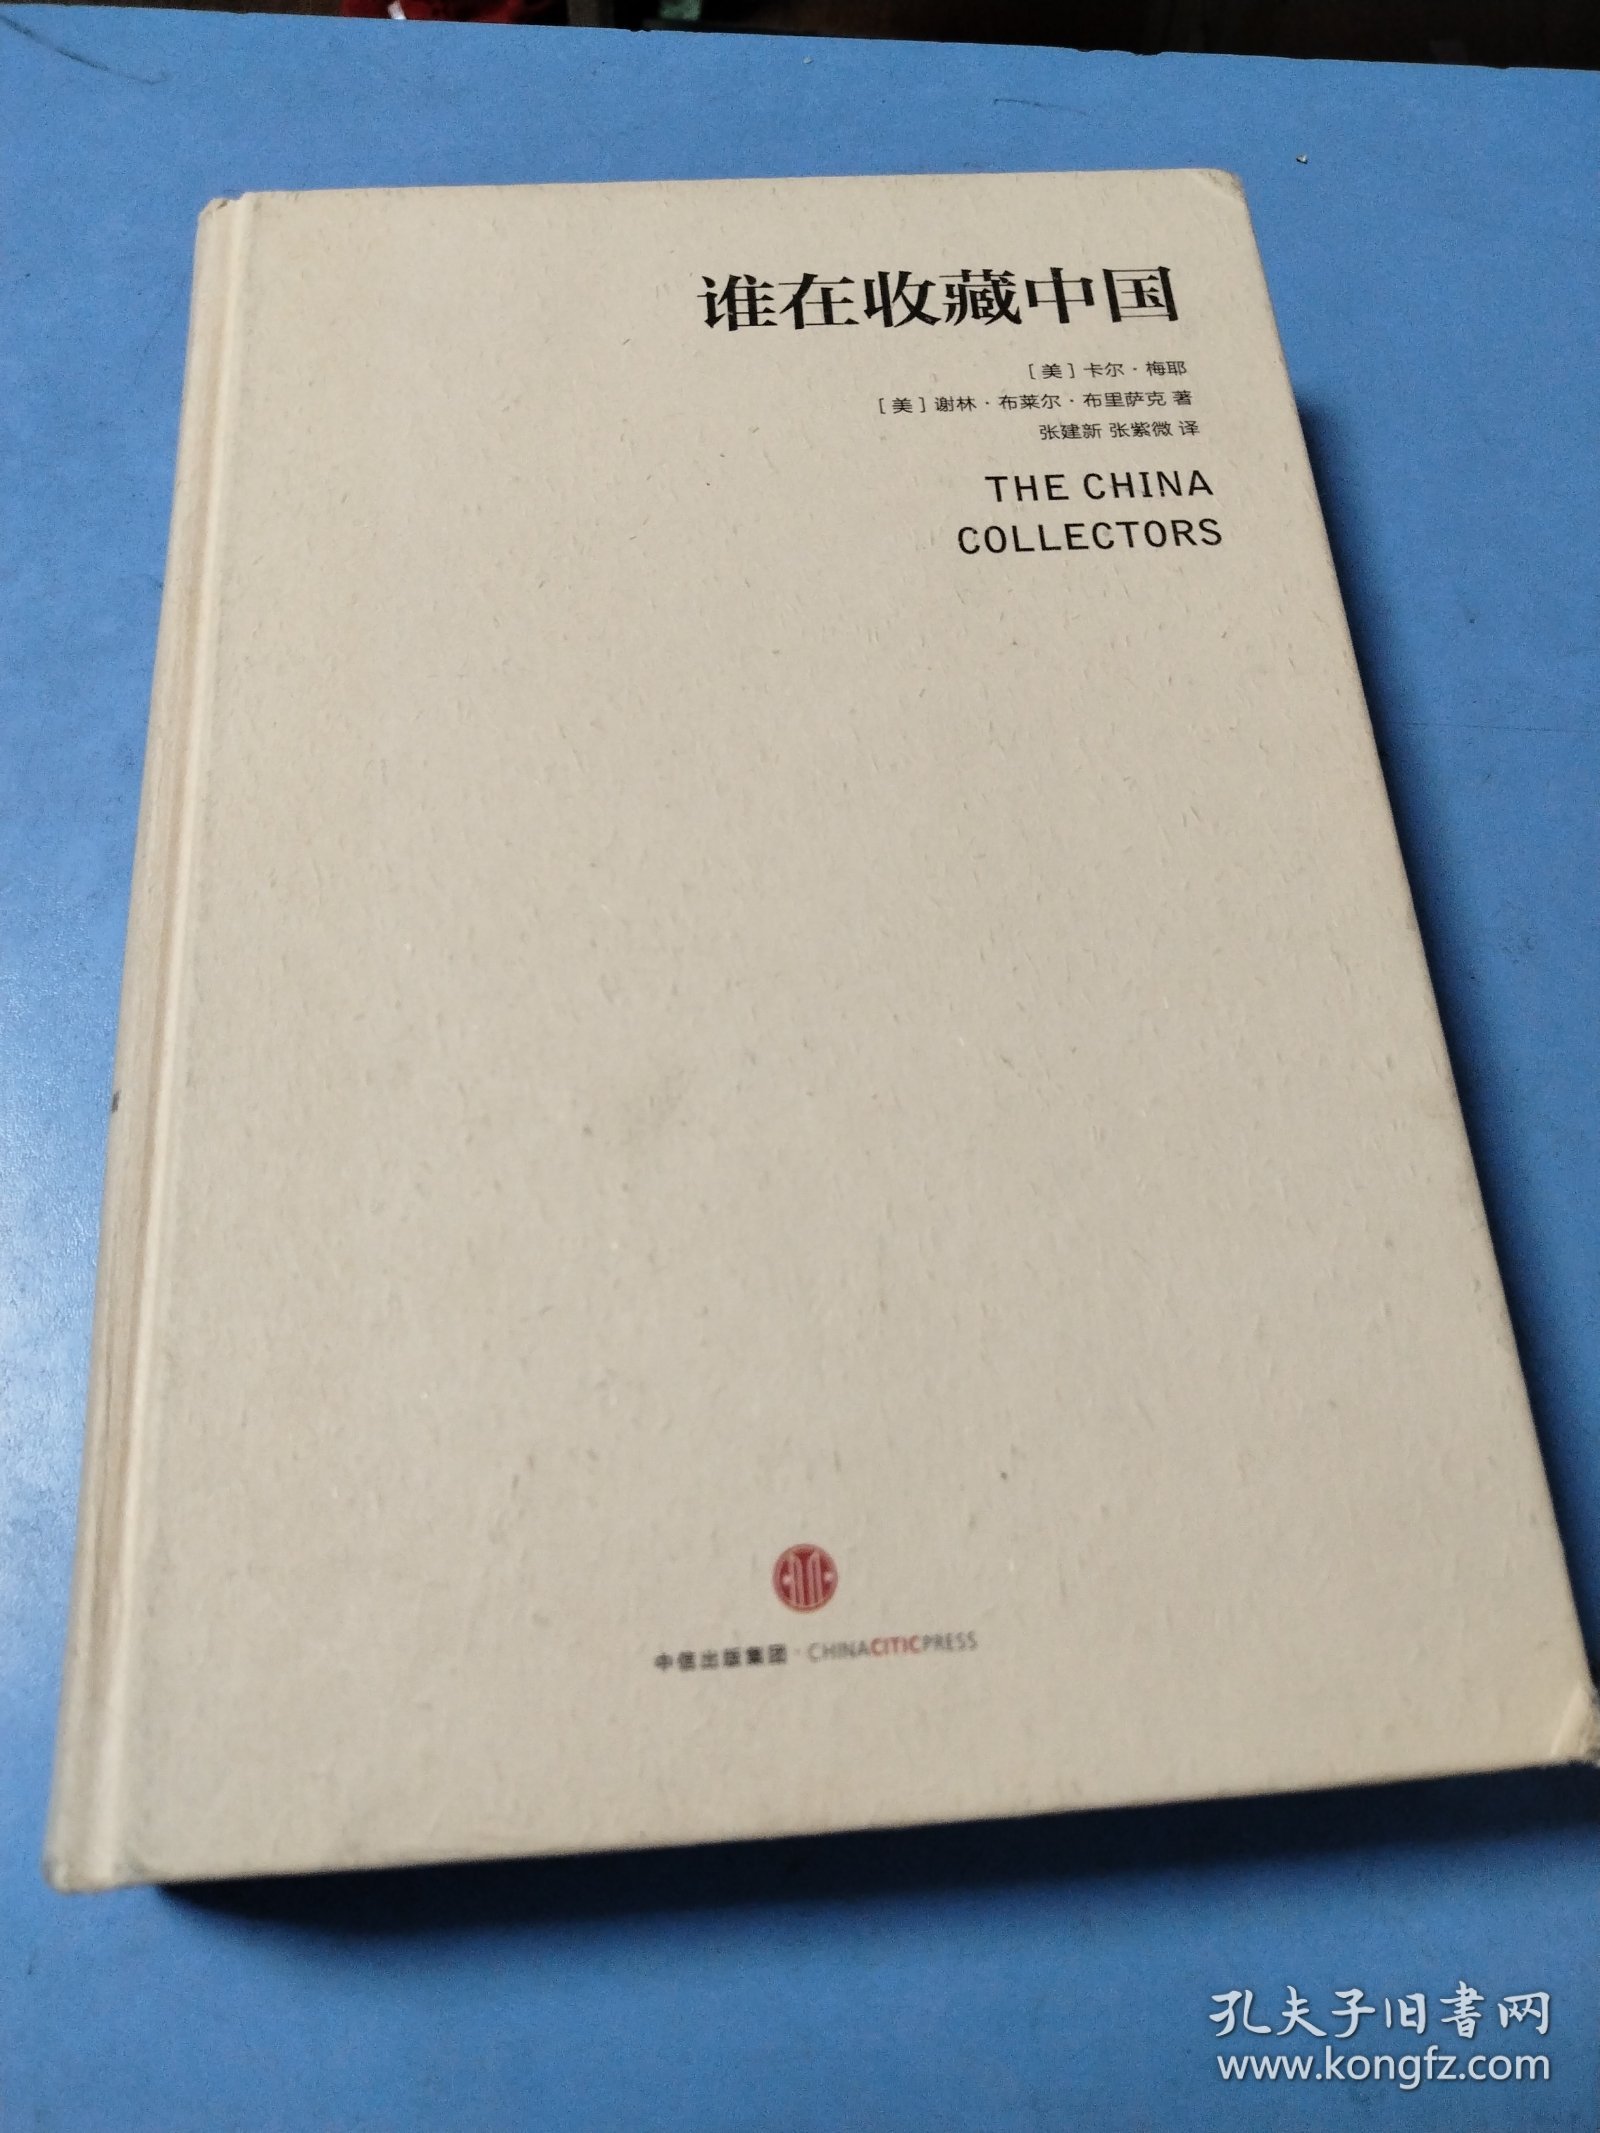 谁在收藏中国
[美] 卡尔·梅耶
[美] 谢林·布莱尔·布里萨克 著
张建新 张紫微 译
THE CHINA
COLLECTORS
中信出版集团·CHINACITICPRESS
孔夫子旧书网
www.kongfz.com